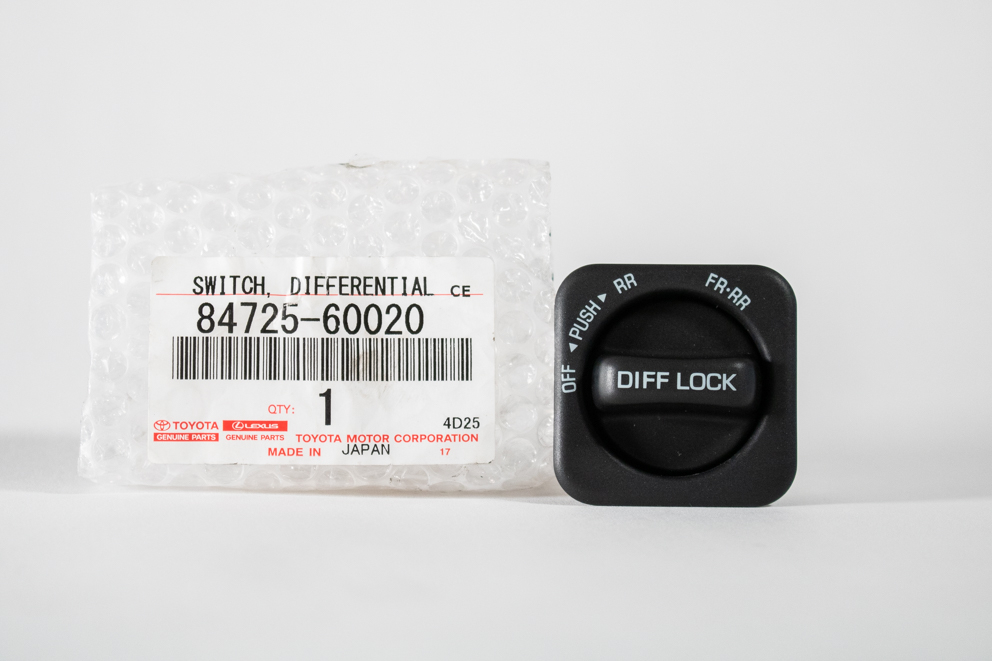 SWITCH, DIFFERENTIAL CE
84725-60020
QTY: 1
4D25
TOYOTA LEXUS
GENUINE PARTS GENUINE PARTS
TOYOTA MOTOR CORPORATION
MADE IN JAPAN 17
OFF ◀PUSH▶ RR FR·RR
DIFF LOCK